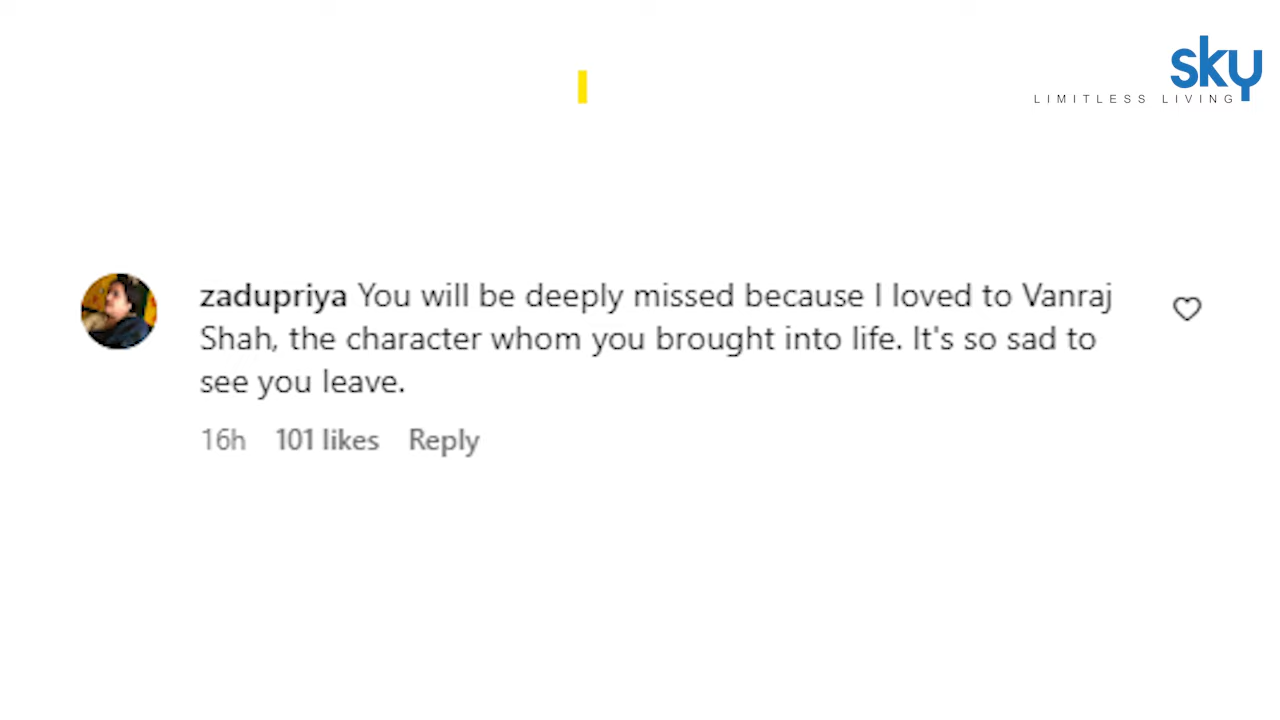 sky
LIMITLESS LIVING
zadupriya You will be deeply missed because I loved to Vanraj
Shah, the character whom you brought into life. It's so sad to
see you leave.
16h 101 likes Reply